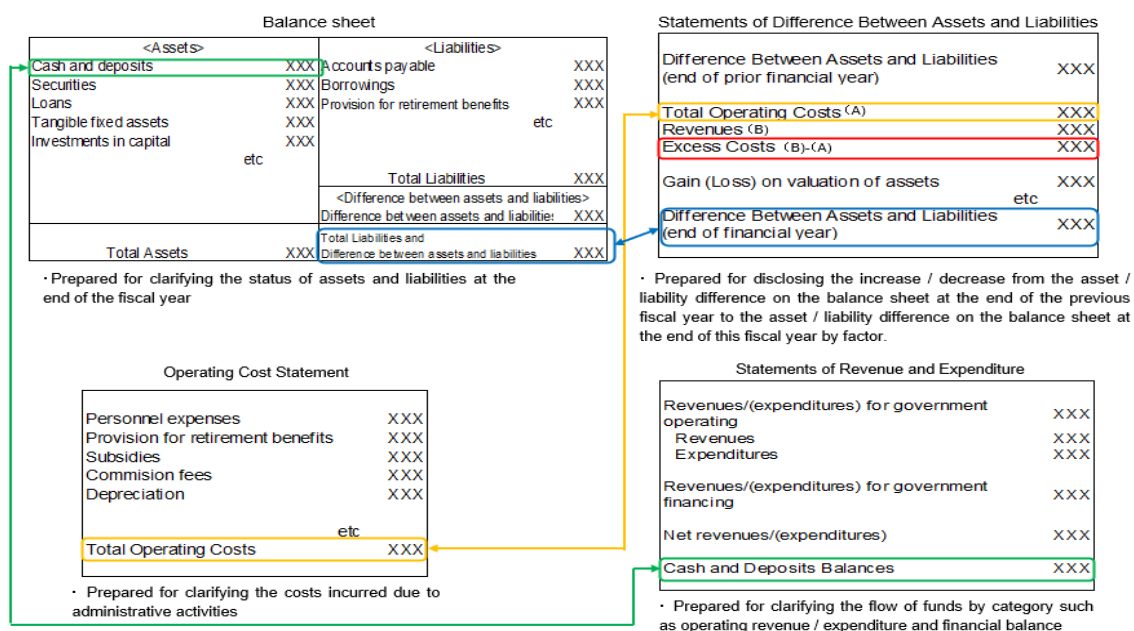 Balance sheet
<Assets>
Cash and deposits XXX
Securities XXX
Loans XXX
Tangible fixed assets XXX
Investments in capital XXX
etc
Total Assets XXX
<Liabilities>
Accounts payable XXX
Borrowings XXX
Provision for retirement benefits XXX
etc
Total Liabilities XXX
<Difference between assets and liabilities>
Difference between assets and liabilities XXX
Total Liabilities and
Difference between assets and liabilities XXX
・Prepared for clarifying the status of assets and liabilities at the
end of the fiscal year
Statements of Difference Between Assets and Liabilities
Difference Between Assets and Liabilities
(end of prior financial year) XXX
Total Operating Costs (A) XXX
Revenues (B) XXX
Excess Costs (B)-(A) XXX
Gain (Loss) on valuation of assets XXX
etc
Difference Between Assets and Liabilities
(end of financial year) XXX
・ Prepared for disclosing the increase / decrease from the asset /
liability difference on the balance sheet at the end of the previous
fiscal year to the asset / liability difference on the balance sheet at
the end of this fiscal year by factor.
Operating Cost Statement
Personnel expenses XXX
Provision for retirement benefits XXX
Subsidies XXX
Commision fees XXX
Depreciation XXX
etc
Total Operating Costs XXX
・ Prepared for clarifying the costs incurred due to
administrative activities
Statements of Revenue and Expenditure
Revenues/(expenditures) for government
operating XXX
Revenues XXX
Expenditures XXX
Revenues/(expenditures) for government
financing XXX
Net revenues/(expenditures) XXX
Cash and Deposits Balances XXX
・ Prepared for clarifying the flow of funds by category such
as operating revenue / expenditure and financial balance